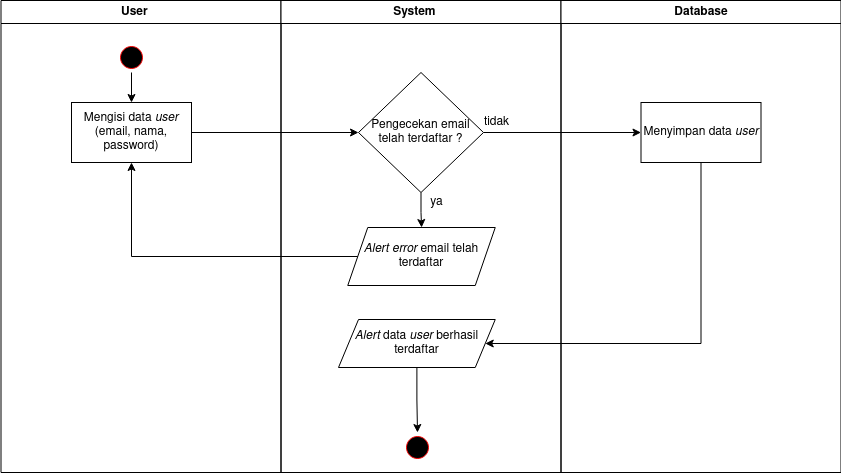 User
System
Database
Mengisi data user
(email, nama,
password)
Pengecekan email
telah terdaftar ?
tidak
Menyimpan data user
ya
Alert error email telah
terdaftar
Alert data user berhasil
terdaftar